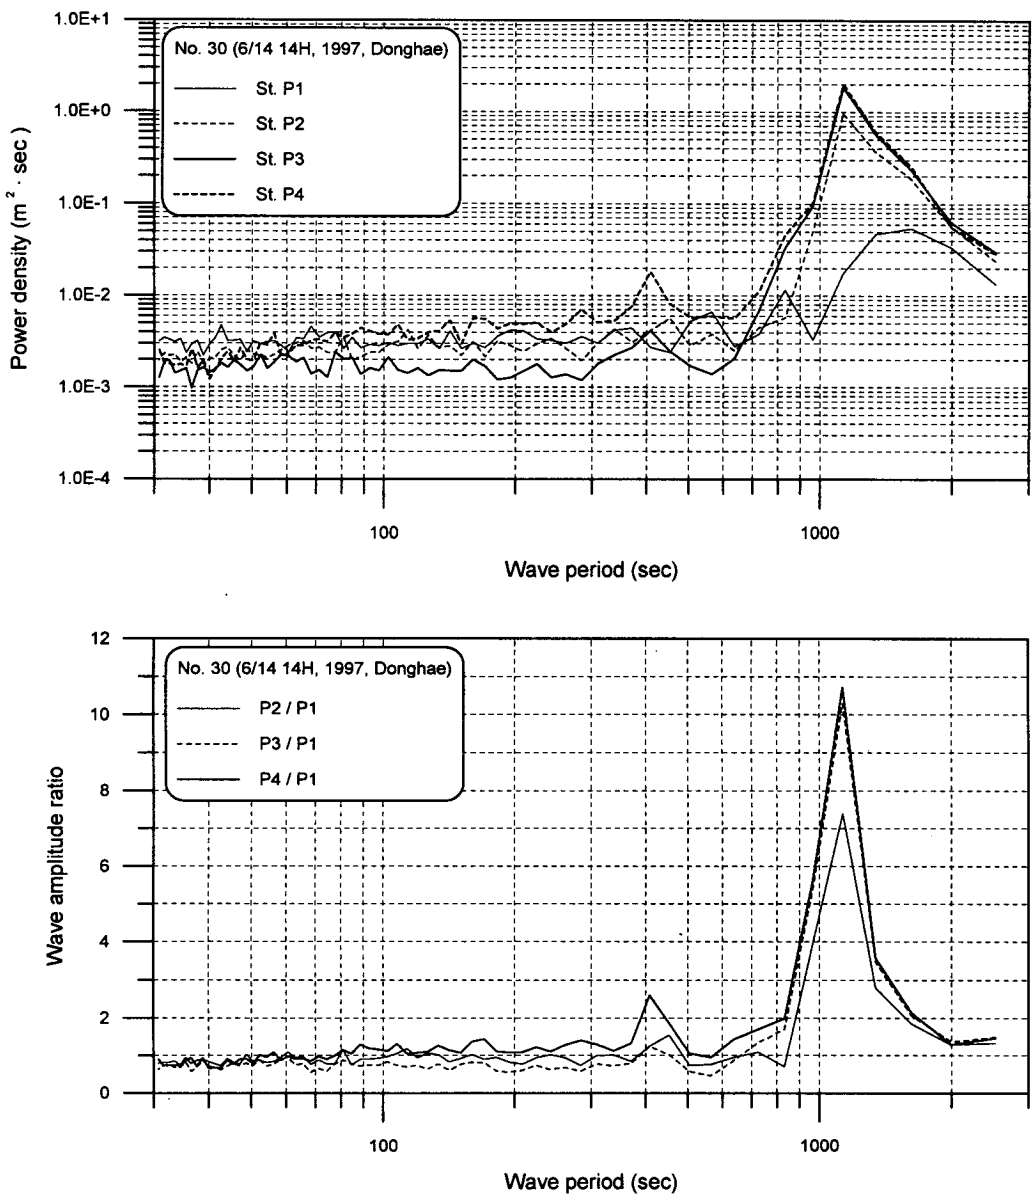 1.0E+1
1.0E+0
1.0E-1
1.0E-2
1.0E-3
1.0E-4
Power density (m² · sec)
No. 30 (6/14 14H, 1997, Donghae)
St. P1
St. P2
St. P3
St. P4
100
1000
Wave period (sec)
12
10
8
6
4
2
0
Wave amplitude ratio
No. 30 (6/14 14H, 1997, Donghae)
P2 / P1
P3 / P1
P4 / P1
100
1000
Wave period (sec)